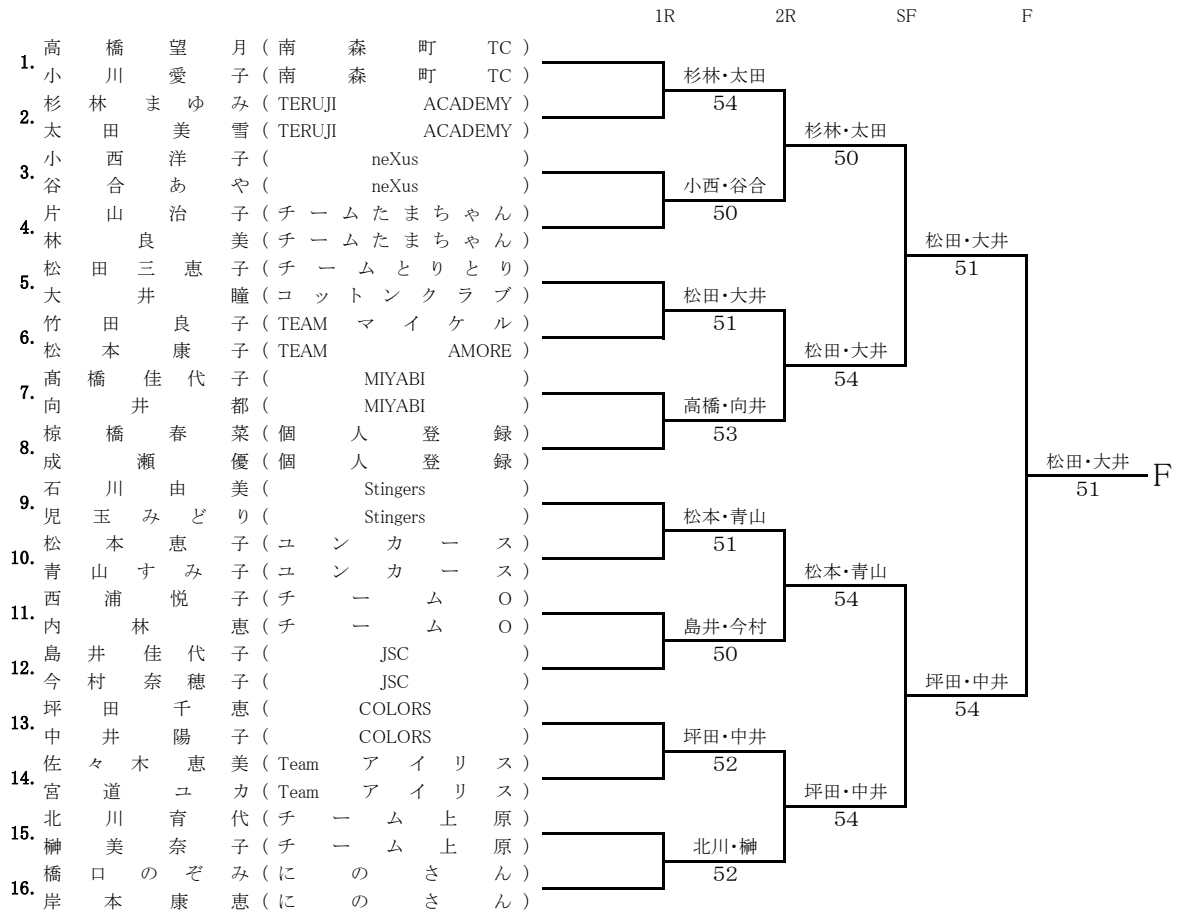 1R 2R SF F
1. 高橋望月(南森町TC)
小川愛子(南森町TC)
杉林・太田
54
2. 杉林まゆみ(TERUJI ACADEMY)
太田美雪(TERUJI ACADEMY)
杉林・太田
50
3. 小西洋子(neXus)
谷合あや(neXus)
小西・谷合
50
4. 片山治子(チームたまちゃん)
林良美(チームたまちゃん)
松田・大井
51
5. 松田三恵子(チームとりとり)
大井瞳(コットンクラブ)
松田・大井
51
6. 竹田良子(TEAMマイケル)
松本康子(TEAM AMORE)
松田・大井
54
7. 髙橋佳代子(MIYABI)
向井都(MIYABI)
高橋・向井
53
8. 椋橋春菜(個人登録)
成瀬優(個人登録)
松田・大井
51
F
9. 石川由美(Stingers)
児玉みどり(Stingers)
松本・青山
51
10. 松本恵子(ユンカース)
青山すみ子(ユンカース)
松本・青山
54
11. 西浦悦子(チームO)
内林恵(チームO)
島井・今村
50
12. 島井佳代子(JSC)
今村奈穂子(JSC)
坪田・中井
54
13. 坪田千恵(COLORS)
中井陽子(COLORS)
坪田・中井
52
14. 佐々木恵美(Teamアイリス)
宮道ユカ(Teamアイリス)
坪田・中井
54
15. 北川育代(チーム上原)
榊美奈子(チーム上原)
北川・榊
52
16. 橋口のぞみ(にのさん)
岸本康恵(にのさん)